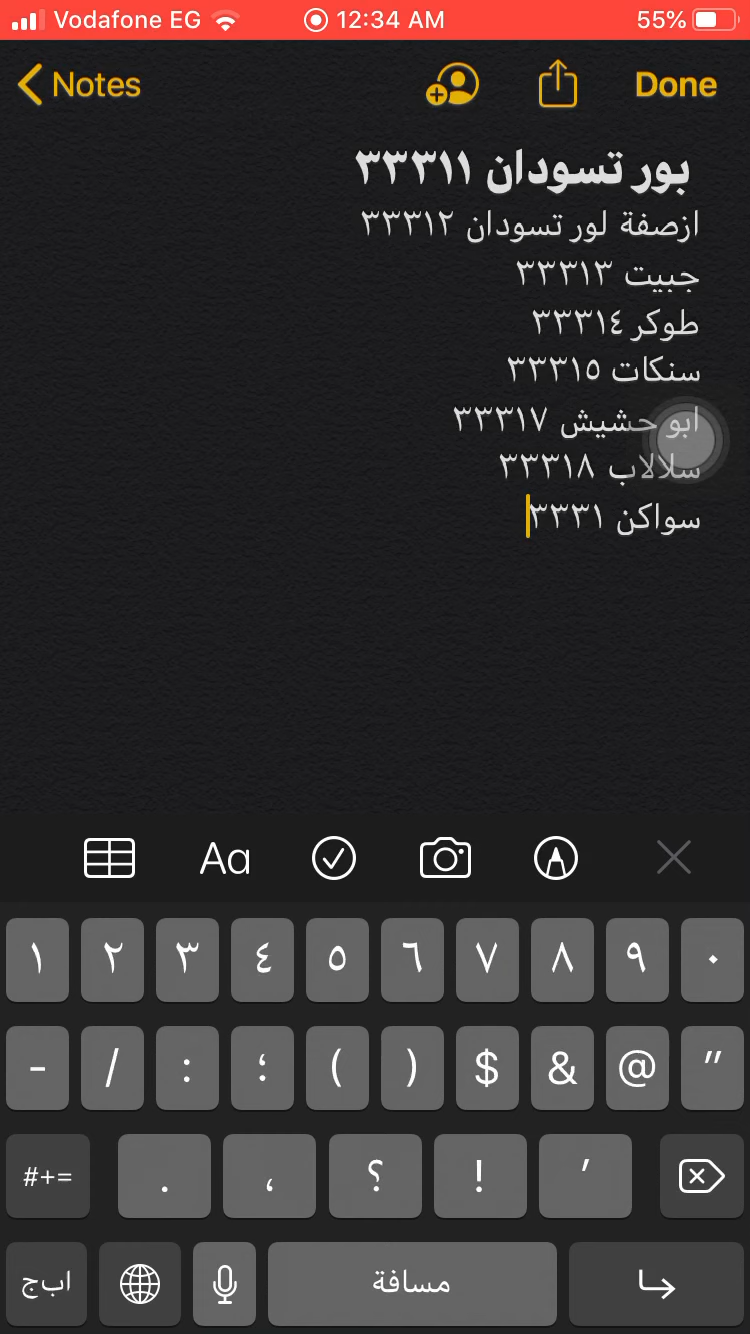 Vodafone EG 12:34 AM 55%
Notes Done
بور تسودان ٣٣٣١١
ازصفة لور تسودان ٣٣٣١٢
جبيت ٣٣٣١٣
طوكر ٣٣٣١٤
سنكات ٣٣٣١٥
ابو حشيش ٣٣٣١٧
سلالاب ٣٣٣١٨
سواكن ٣٣٣١
Aa
١ ٢ ٣ ٤ ٥ ٦ ٧ ٨ ٩ ٠
- / : ؛ ( ) $ & @ "
#+= . ، ؟ ! '
اب‌ج مسافة